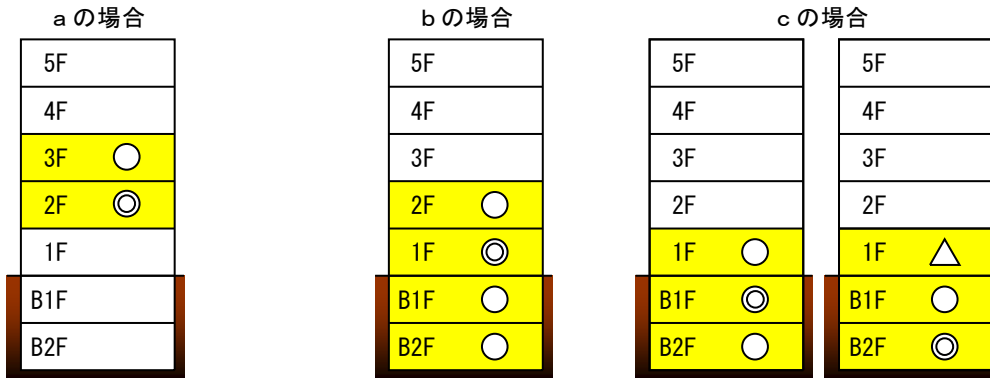 aの場合
5F
4F
3F ○
2F ◎
1F
B1F
B2F
bの場合
5F
4F
3F
2F ○
1F ◎
B1F ○
B2F ○
cの場合
5F
4F
3F
2F
1F ○
B1F ◎
B2F ○
5F
4F
3F
2F
1F △
B1F ○
B2F ◎